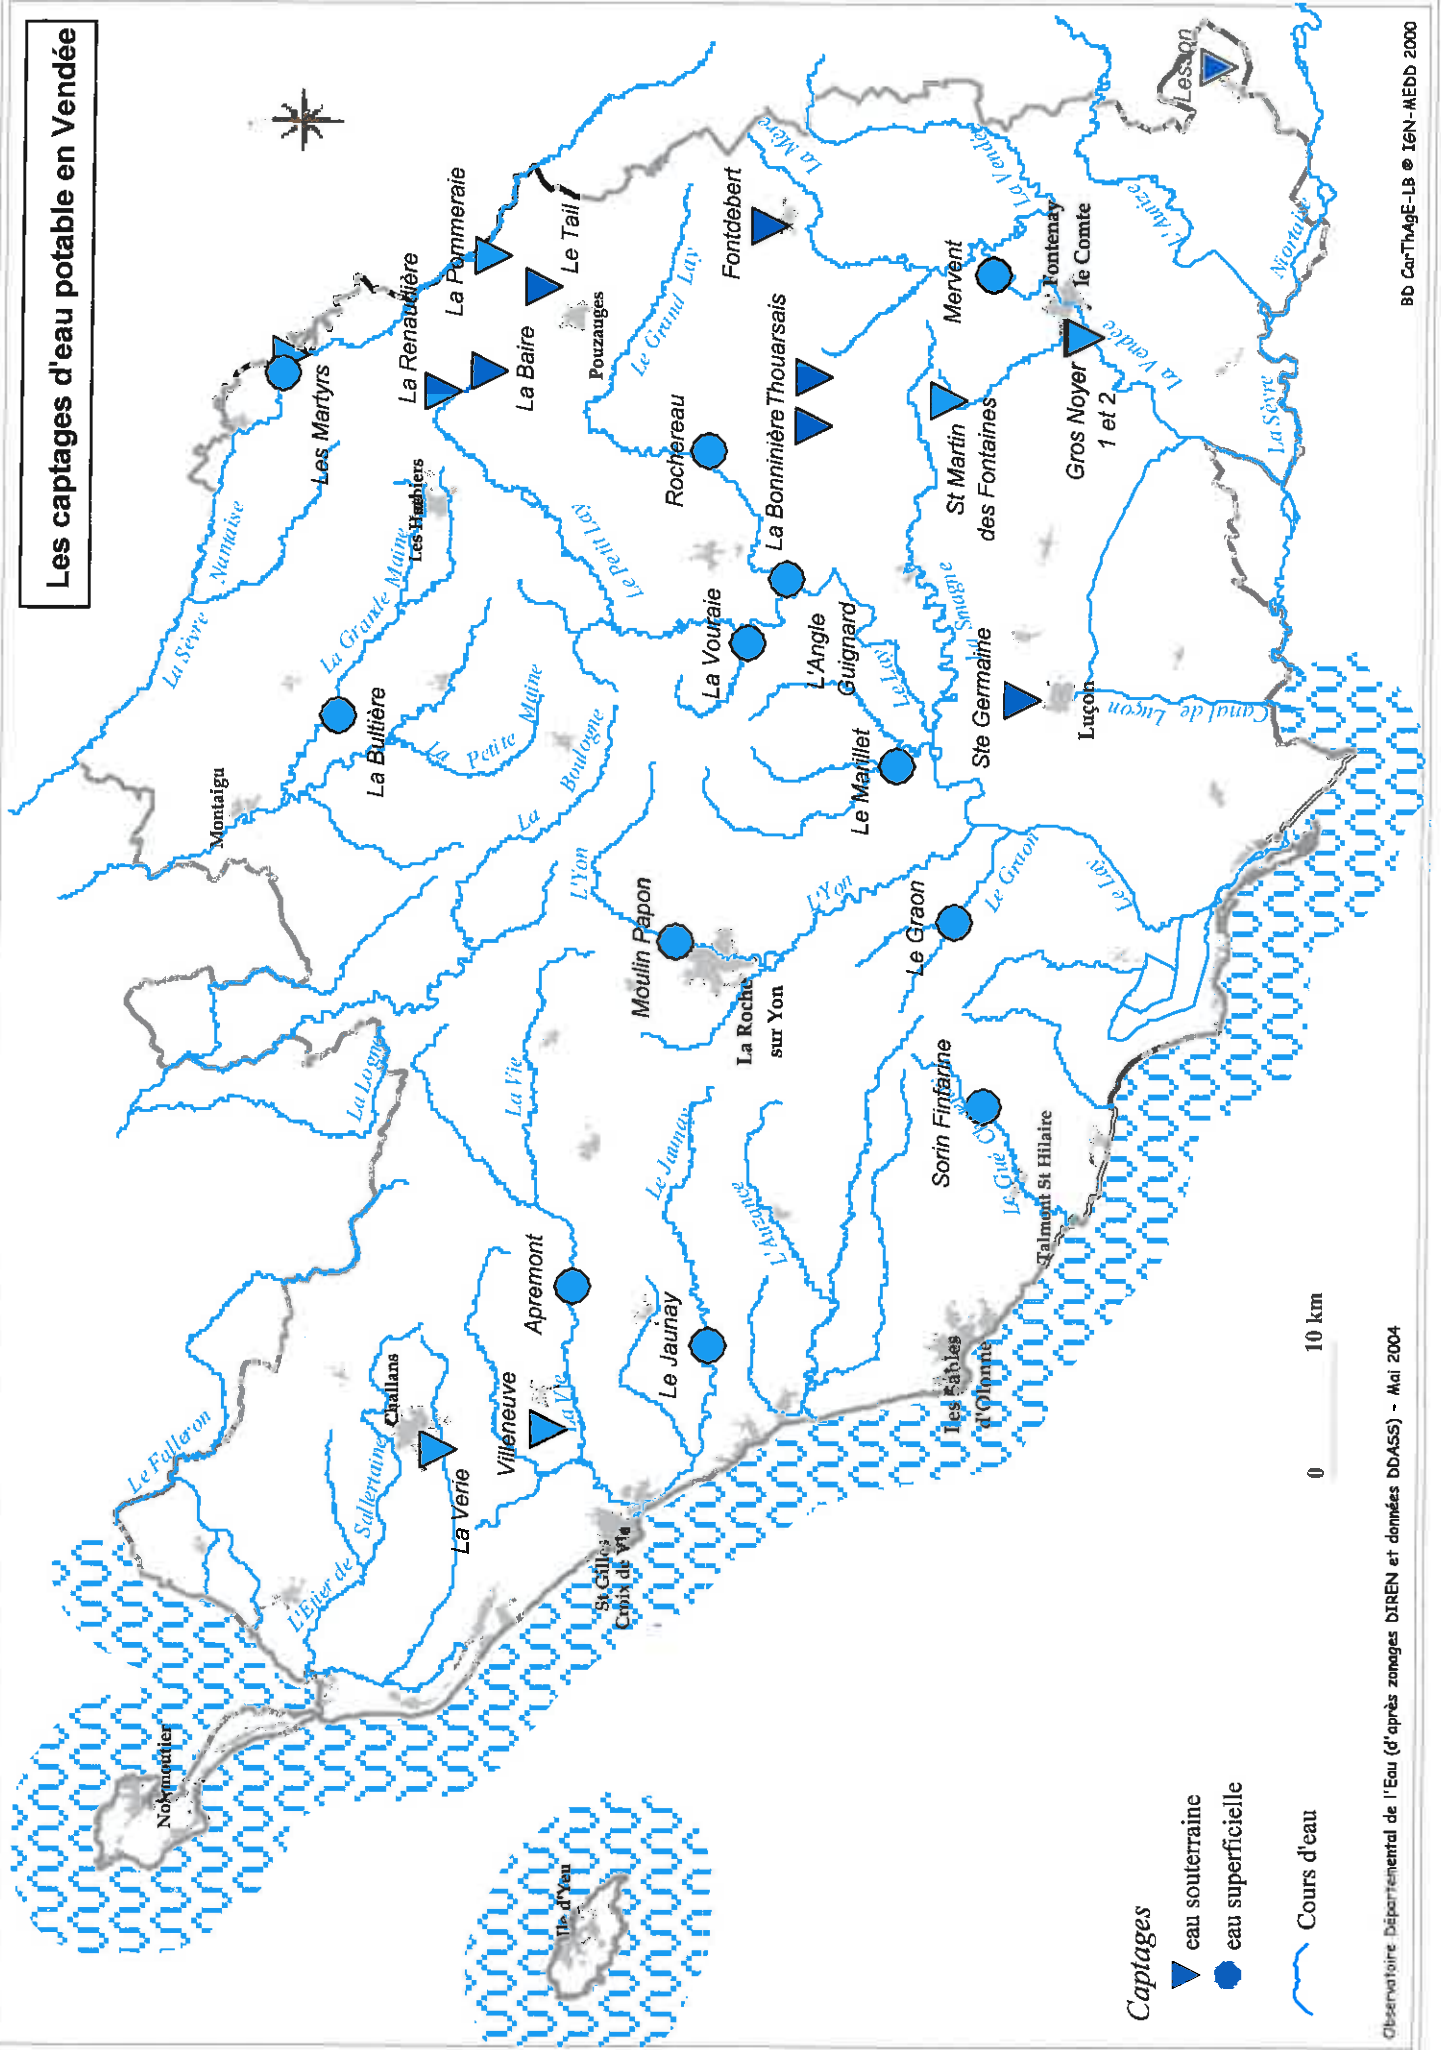 Les captages d'eau potable en Vendée
Noirmoutier
Ile d'Yeu
Le Falleron
L'Etier de
Sallertaine
Challans
La Verie
Villeneuve
La Vie
Apremont
St Gilles
Croix de Vie
Le Jaunay
Le Jaunay
L'Auzance
La Vie
La Logne
Les Sables
d'Olonne
Talmont St Hilaire
Sorin Finfarine
Le Gué
La Roche
sur Yon
Moulin Papon
L'Yon
L'Yon
Le Graon
Le Graon
Le Lay
Montaigu
La
Boulogne
La Bultière
La
Petite
Maine
La Grande Maine
Les Herbiers
La Sèvre
Nantaise
Les Martyrs
La Renaudière
La Pommeraie
La Baire
Le Tail
Pouzauges
Le Petit Lay
Le Grand Lay
Rochereau
La Vouraie
L'Angle
Guignard
La Bonninière
Thouarsais
Fontdebert
La Mère
Le Marillet
Le Lay
La Smagne
Ste Germaine
Luçon
Canal de Luçon
St Martin
des Fontaines
Mervent
La Vendée
Fontenay
le Comte
Gros Noyer
1 et 2
La Vendée
L'Autize
La Sèvre
Niortaise
Lesson
0
10 km
Captages
eau souterraine
eau superficielle
Cours d'eau
Observatoire Départemental de l'Eau (d'après zonages DIREN et données DDASS) - Mai 2004
BD CarThAgE-LB © IGN-MEDD 2000